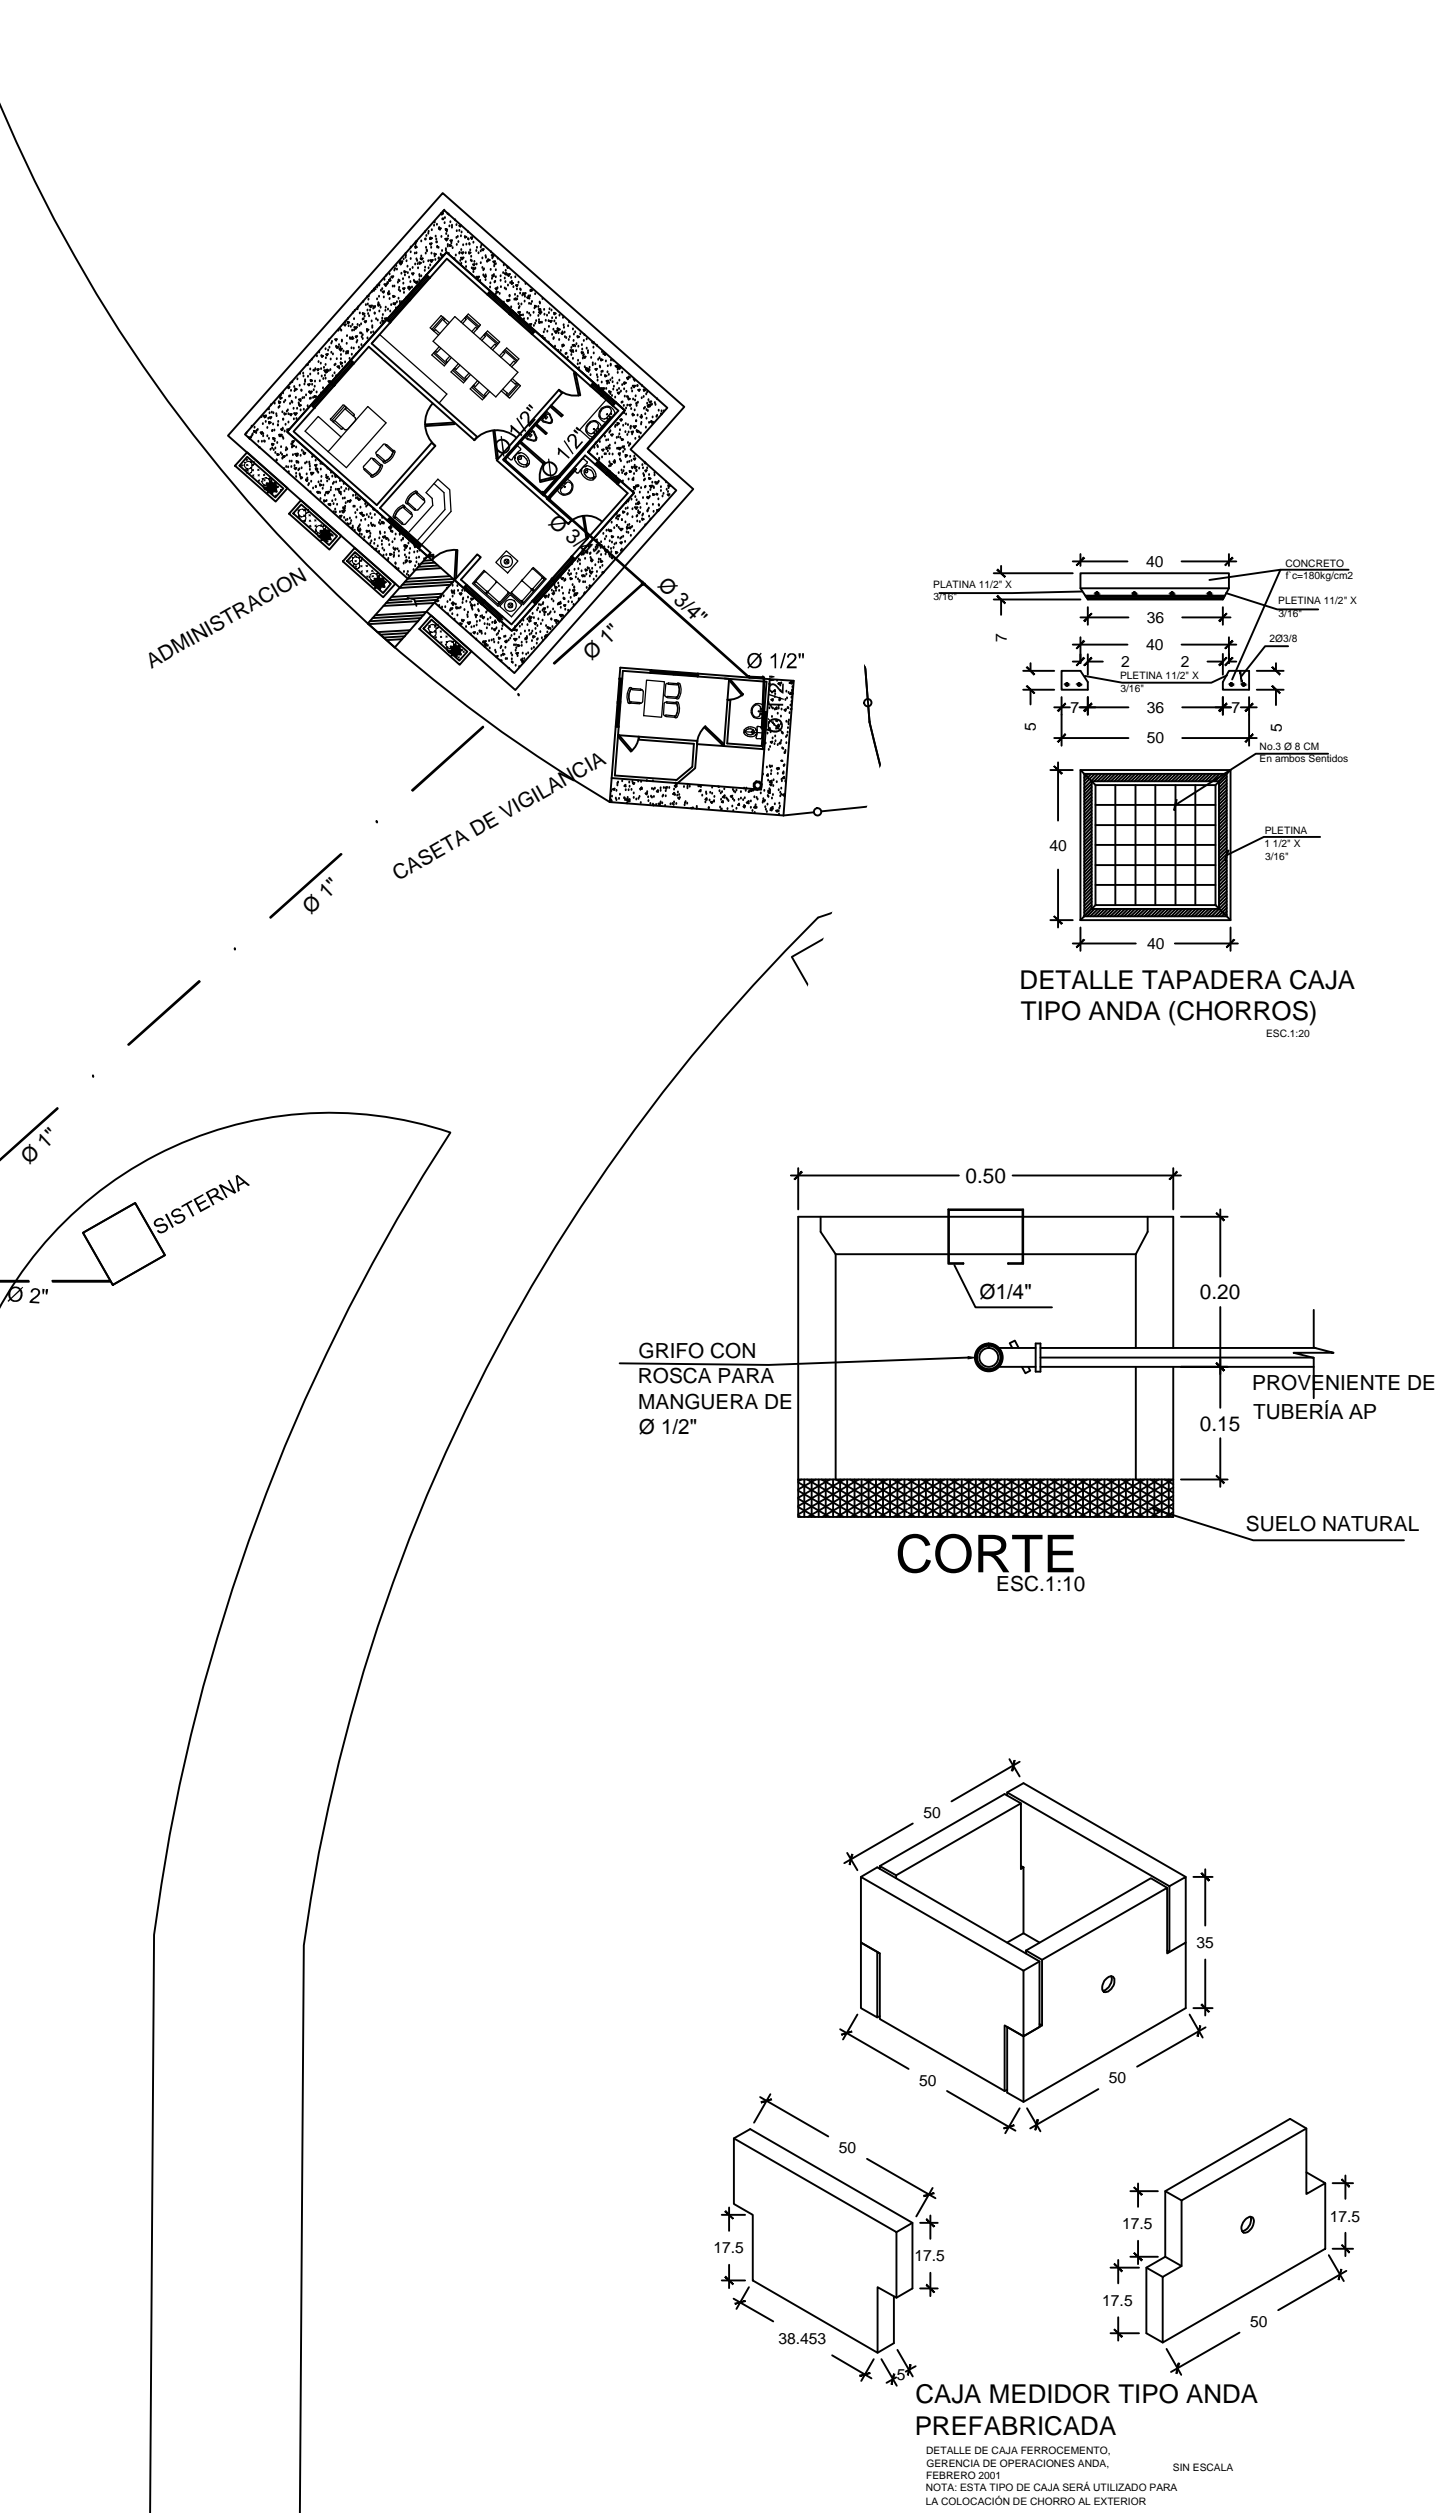 ADMINISTRACION
Ø 1/2"
Ø 1/2"
Ø 3/4"
Ø 3/4"
Ø 1"
Ø 1/2"
Ø 1/2"
CASETA DE VIGILANCIA
Ø 1"
Ø 1"
SISTERNA
Ø 2"
40
CONCRETO
f`c=180kg/cm2
PLATINA 11/2" X
3/16"
PLETINA 11/2" X
3/16"
7
36
40
2Ø3/8
2
2
PLETINA 11/2" X
3/16"
5
7
36
7
5
50
No.3 Ø 8 CM
En ambos Sentidos
PLETINA
1 1/2" X
3/16"
40
40
DETALLE TAPADERA CAJA
TIPO ANDA (CHORROS)
ESC.1:20
0.50
Ø1/4"
0.20
GRIFO CON
ROSCA PARA
MANGUERA DE
Ø 1/2"
PROVENIENTE DE
TUBERÍA AP
0.15
SUELO NATURAL
CORTE
ESC.1:10
50
35
50
50
50
17.5
17.5
38.453
5
17.5
17.5
17.5
50
CAJA MEDIDOR TIPO ANDA
PREFABRICADA
DETALLE DE CAJA FERROCEMENTO,
GERENCIA DE OPERACIONES ANDA,
FEBRERO 2001
SIN ESCALA
NOTA: ESTA TIPO DE CAJA SERÁ UTILIZADO PARA
LA COLOCACIÓN DE CHORRO AL EXTERIOR